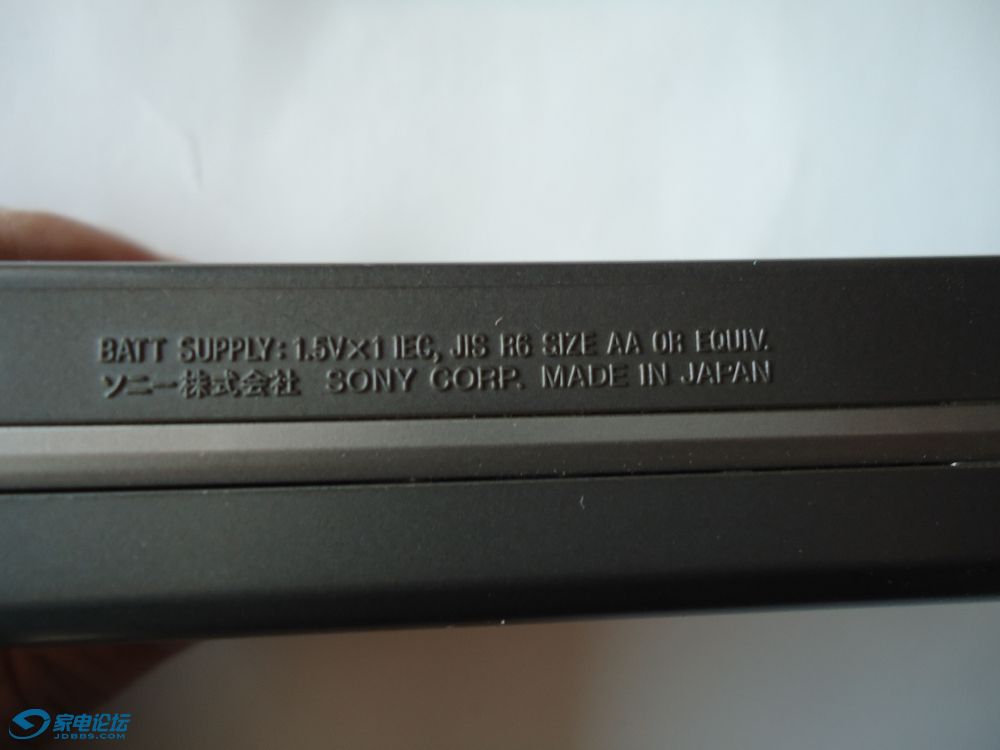 BATT SUPPLY: 1.5V×1 IEC, JIS R6 SIZE AA OR EQUIV.
ソニー株式会社 SONY CORP. MADE IN JAPAN
家电论坛
JDBBS.COM